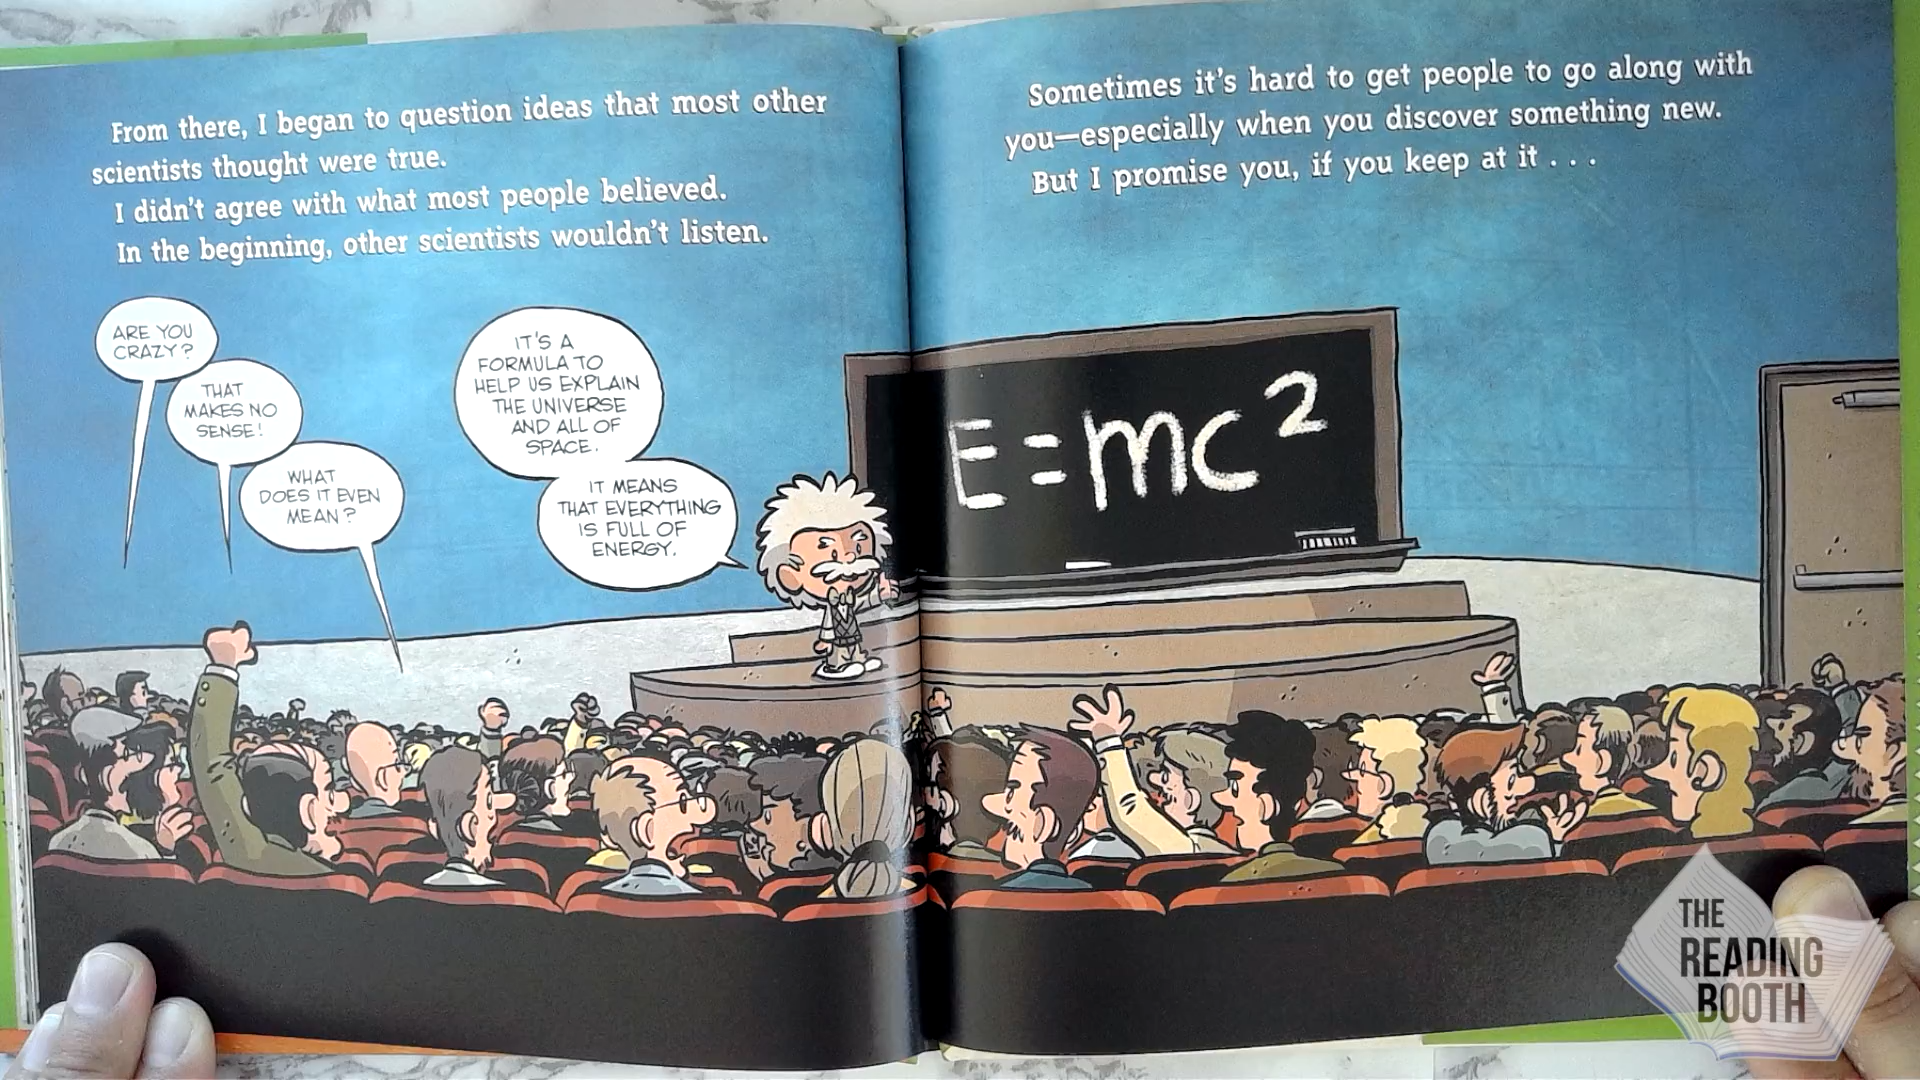 From there, I began to question ideas that most other
scientists thought were true.
I didn't agree with what most people believed.
In the beginning, other scientists wouldn't listen.
ARE YOU
CRAZY?
THAT
MAKES NO
SENSE!
WHAT
DOES IT EVEN
MEAN?
IT'S A
FORMULA TO
HELP US EXPLAIN
THE UNIVERSE
AND ALL OF
SPACE.
IT MEANS
THAT EVERYTHING
IS FULL OF
ENERGY.
Sometimes it's hard to get people to go along with
you—especially when you discover something new.
But I promise you, if you keep at it . . .
E=mc²
THE
READING
BOOTH